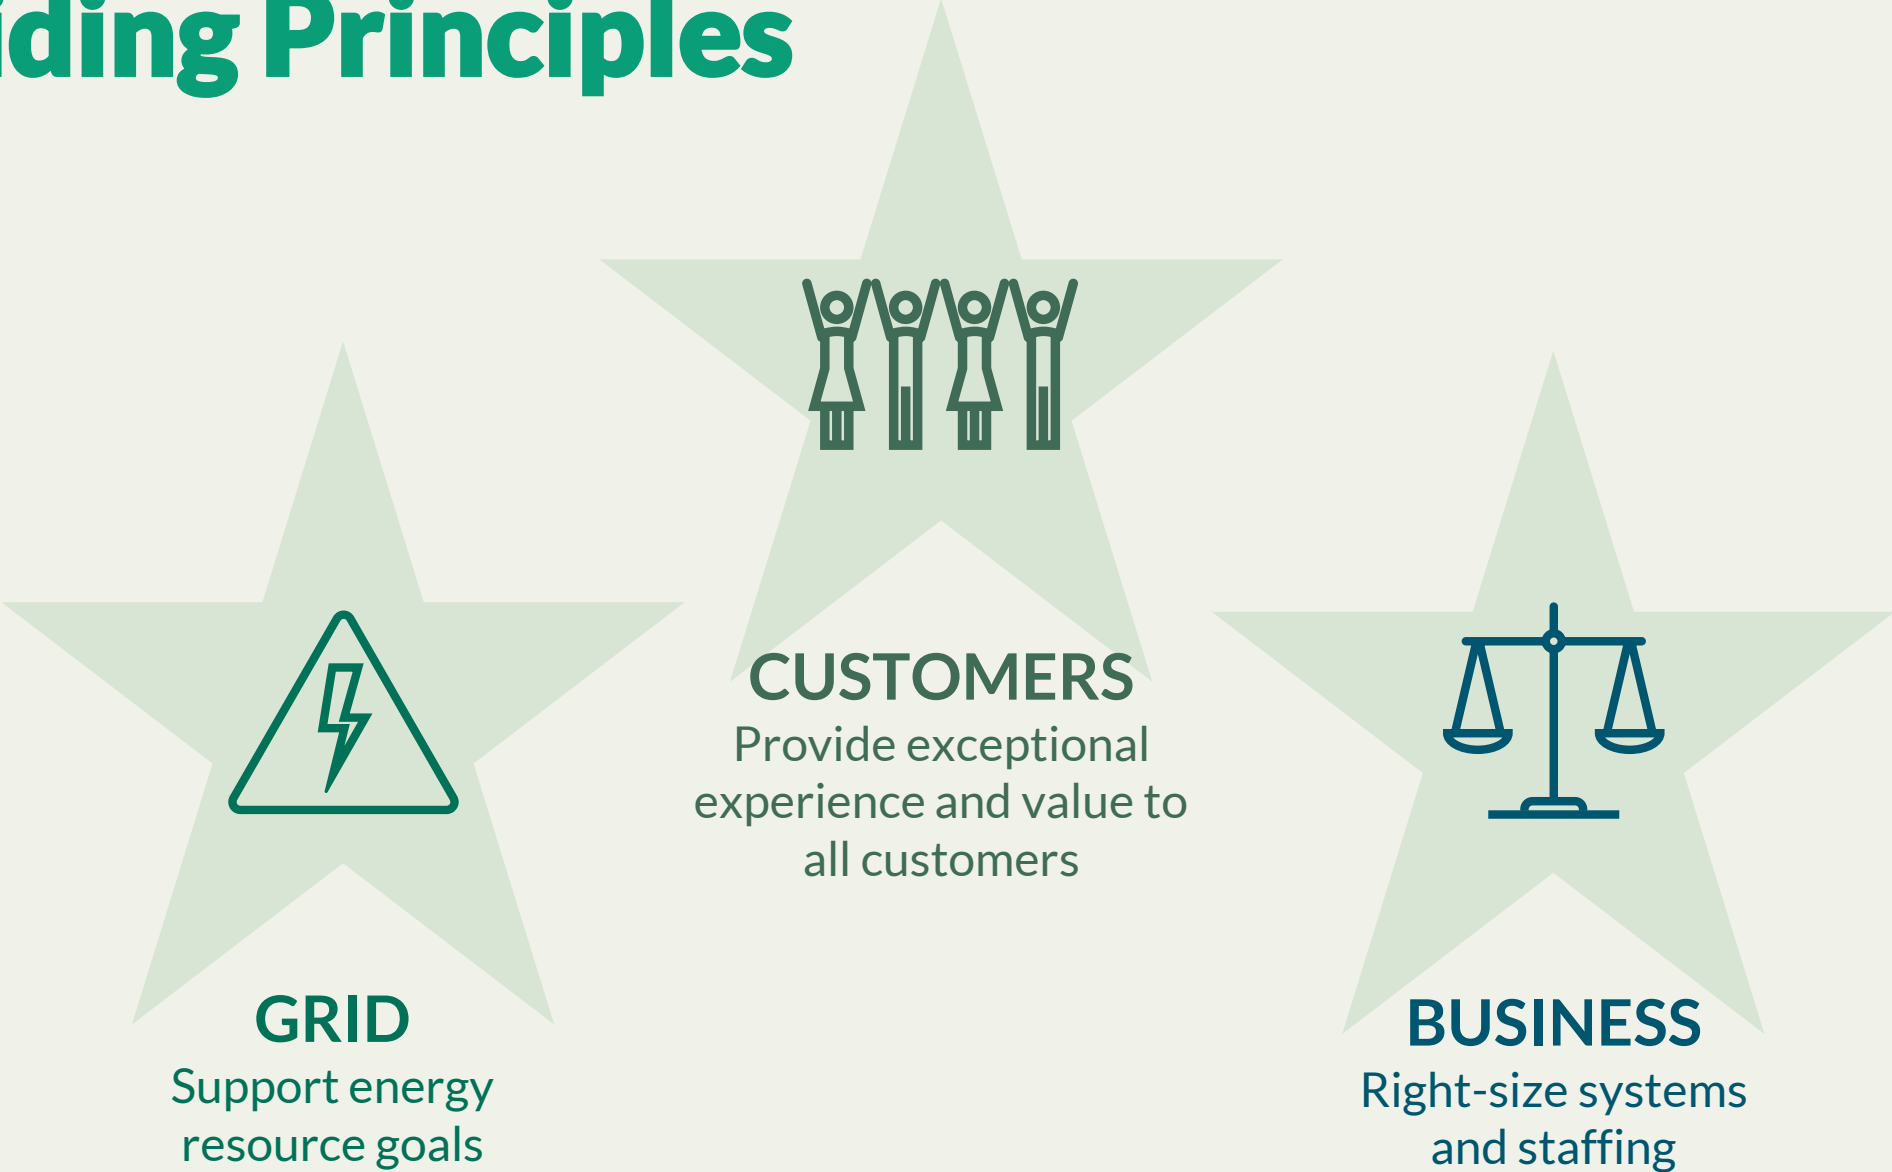 iding Principles
CUSTOMERS
Provide exceptional
experience and value to
all customers
GRID
Support energy
resource goals
BUSINESS
Right-size systems
and staffing